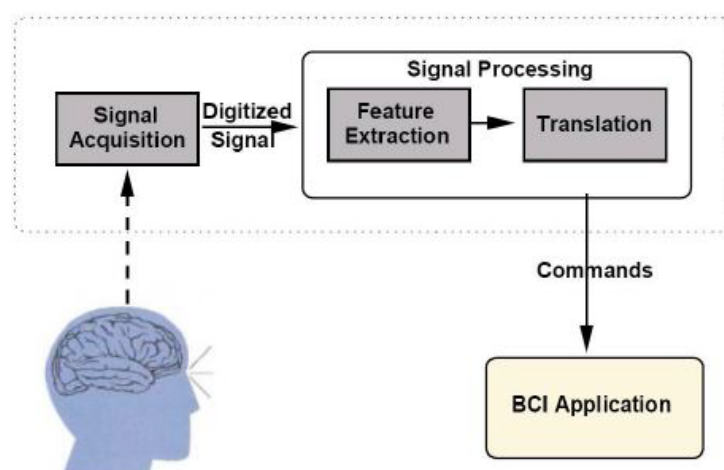 Signal Processing
Signal
Acquisition
Digitized
Signal
Feature
Extraction
Translation
Commands
BCI Application